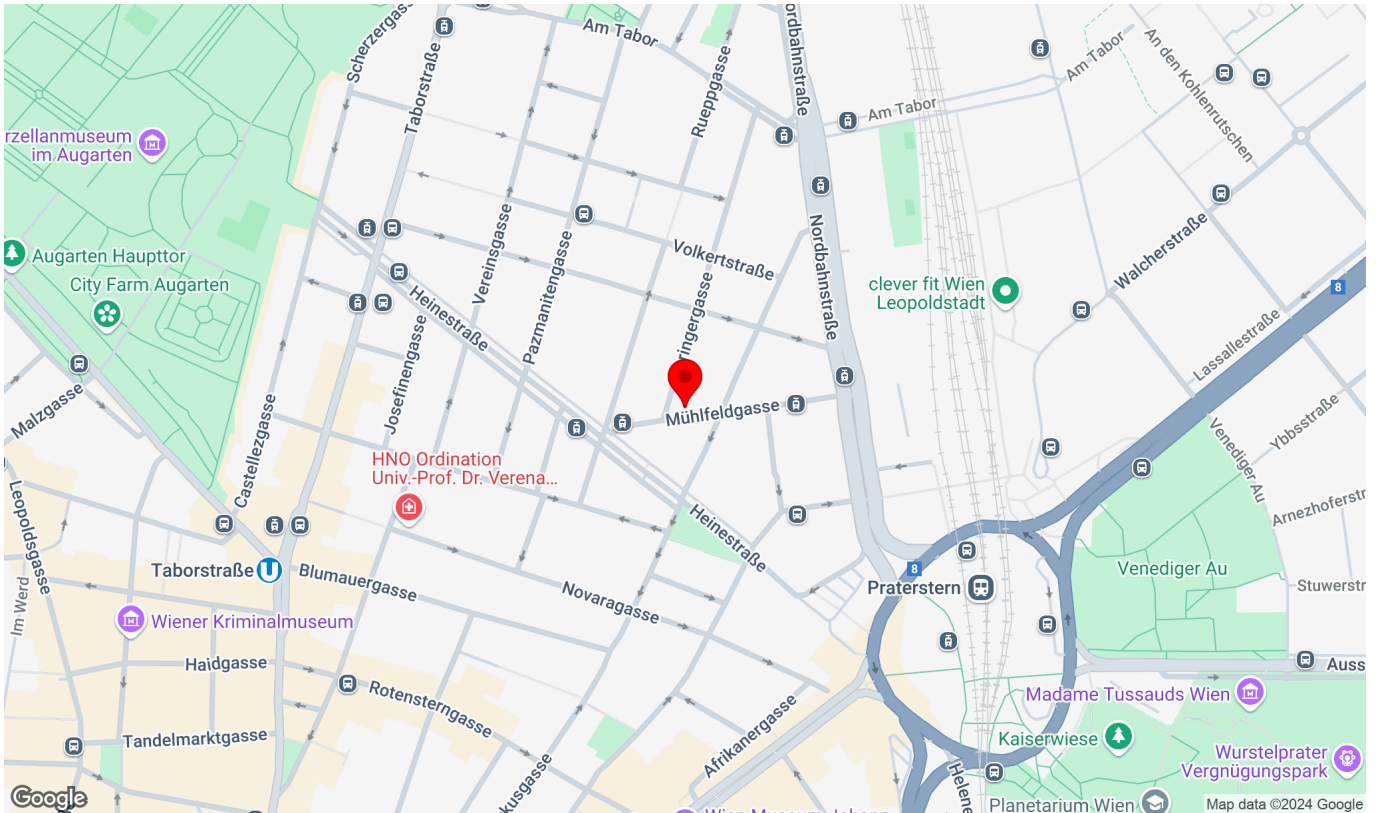 Am Tabor
Nordbahnstraße
Scherzergasse
Taborstraße
Rueppgasse
Am Tabor
Am Tabor
An den Kohlenrutschen
rzellanmuseum
im Augarten
Vereinsgasse
Pazmanitengasse
Volkertstraße
Nordbahnstraße
Walcherstraße
Augarten Haupttor
City Farm Augarten
clever fit Wien
Leopoldstadt
8
Heinestraße
ringergasse
Josefinengasse
Lassallestraße
Malzgasse
Castellezgasse
Mühlfeldgasse
Ybbsstraße
Venediger Au
HNO Ordination
Univ.-Prof. Dr. Verena...
Leopoldsgasse
Arnezhoferstr
Heinestraße
Taborstraße
U
Blumauergasse
8
Venediger Au
Praterstern
Stuwerstr
Novaragasse
Im Werd
Wiener Kriminalmuseum
Haidgasse
Auss
Rotensterngasse
Madame Tussauds Wien
Tandelmarktgasse
Afrikanergasse
Kaiserwiese
Wurstelprater
Vergnügungspark
kusgasse
Helene
Planetarium Wien
Google
Map data ©2024 Google